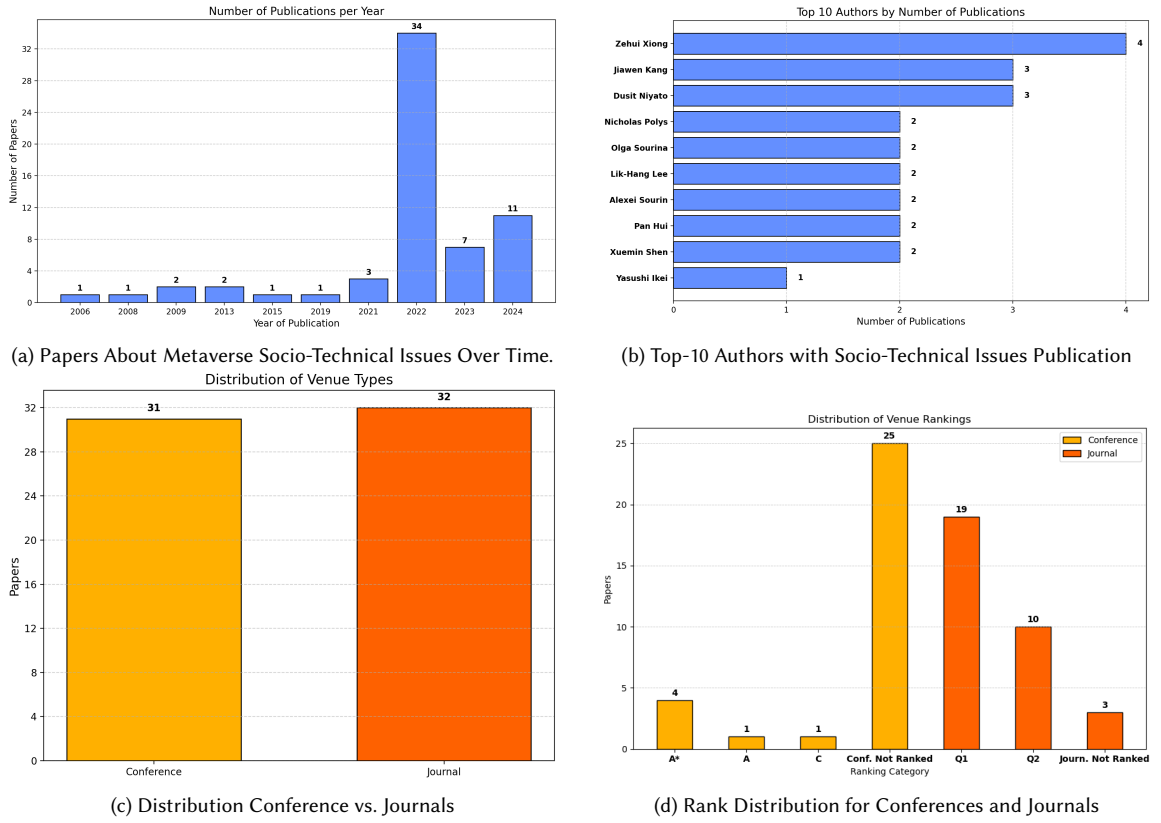 Number of Publications per Year
Number of Papers
32
28
24
20
16
12
8
4
0
1
1
2
2
1
1
3
34
7
11
2006
2008
2009
2013
2015
2019
2021
2022
2023
2024
Year of Publication
(a) Papers About Metaverse Socio-Technical Issues Over Time.
Top 10 Authors by Number of Publications
Zehui Xiong
4
Jiawen Kang
3
Dusit Niyato
3
Nicholas Polys
2
Olga Sourina
2
Lik-Hang Lee
2
Alexei Sourin
2
Pan Hui
2
Xuemin Shen
2
Yasushi Ikei
1
0
1
2
3
4
Number of Publications
(b) Top-10 Authors with Socio-Technical Issues Publication
Distribution of Venue Types
Papers
32
28
24
20
16
12
8
4
0
31
32
Conference
Journal
(c) Distribution Conference vs. Journals
Distribution of Venue Rankings
Conference
Journal
Papers
25
20
15
10
5
0
4
1
1
25
19
10
3
A*
A
C
Conf. Not Ranked
Q1
Q2
Journ. Not Ranked
Ranking Category
(d) Rank Distribution for Conferences and Journals